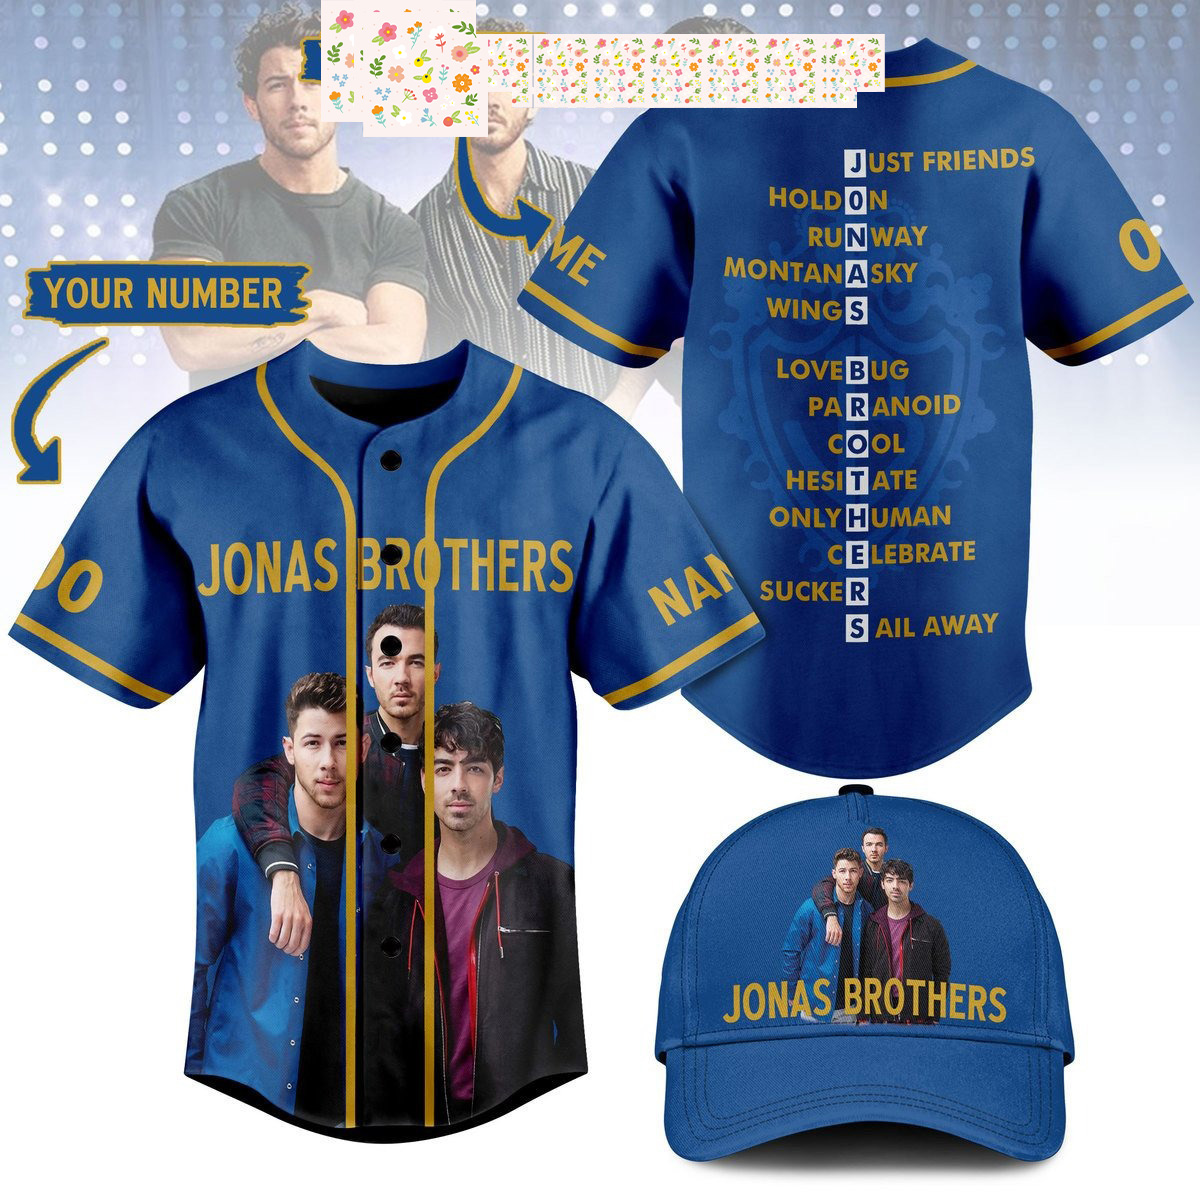 JUST FRIENDS
HOLD ON
RUNWAY
MONTANA SKY
WINGS
LOVEBUG
PARANOID
COOL
HESITATE
ONLY HUMAN
CELEBRATE
SUCKER
S AIL AWAY
ME
0
YOUR NUMBER
JONAS BROTHERS
00
NAM
JONAS BROTHERS